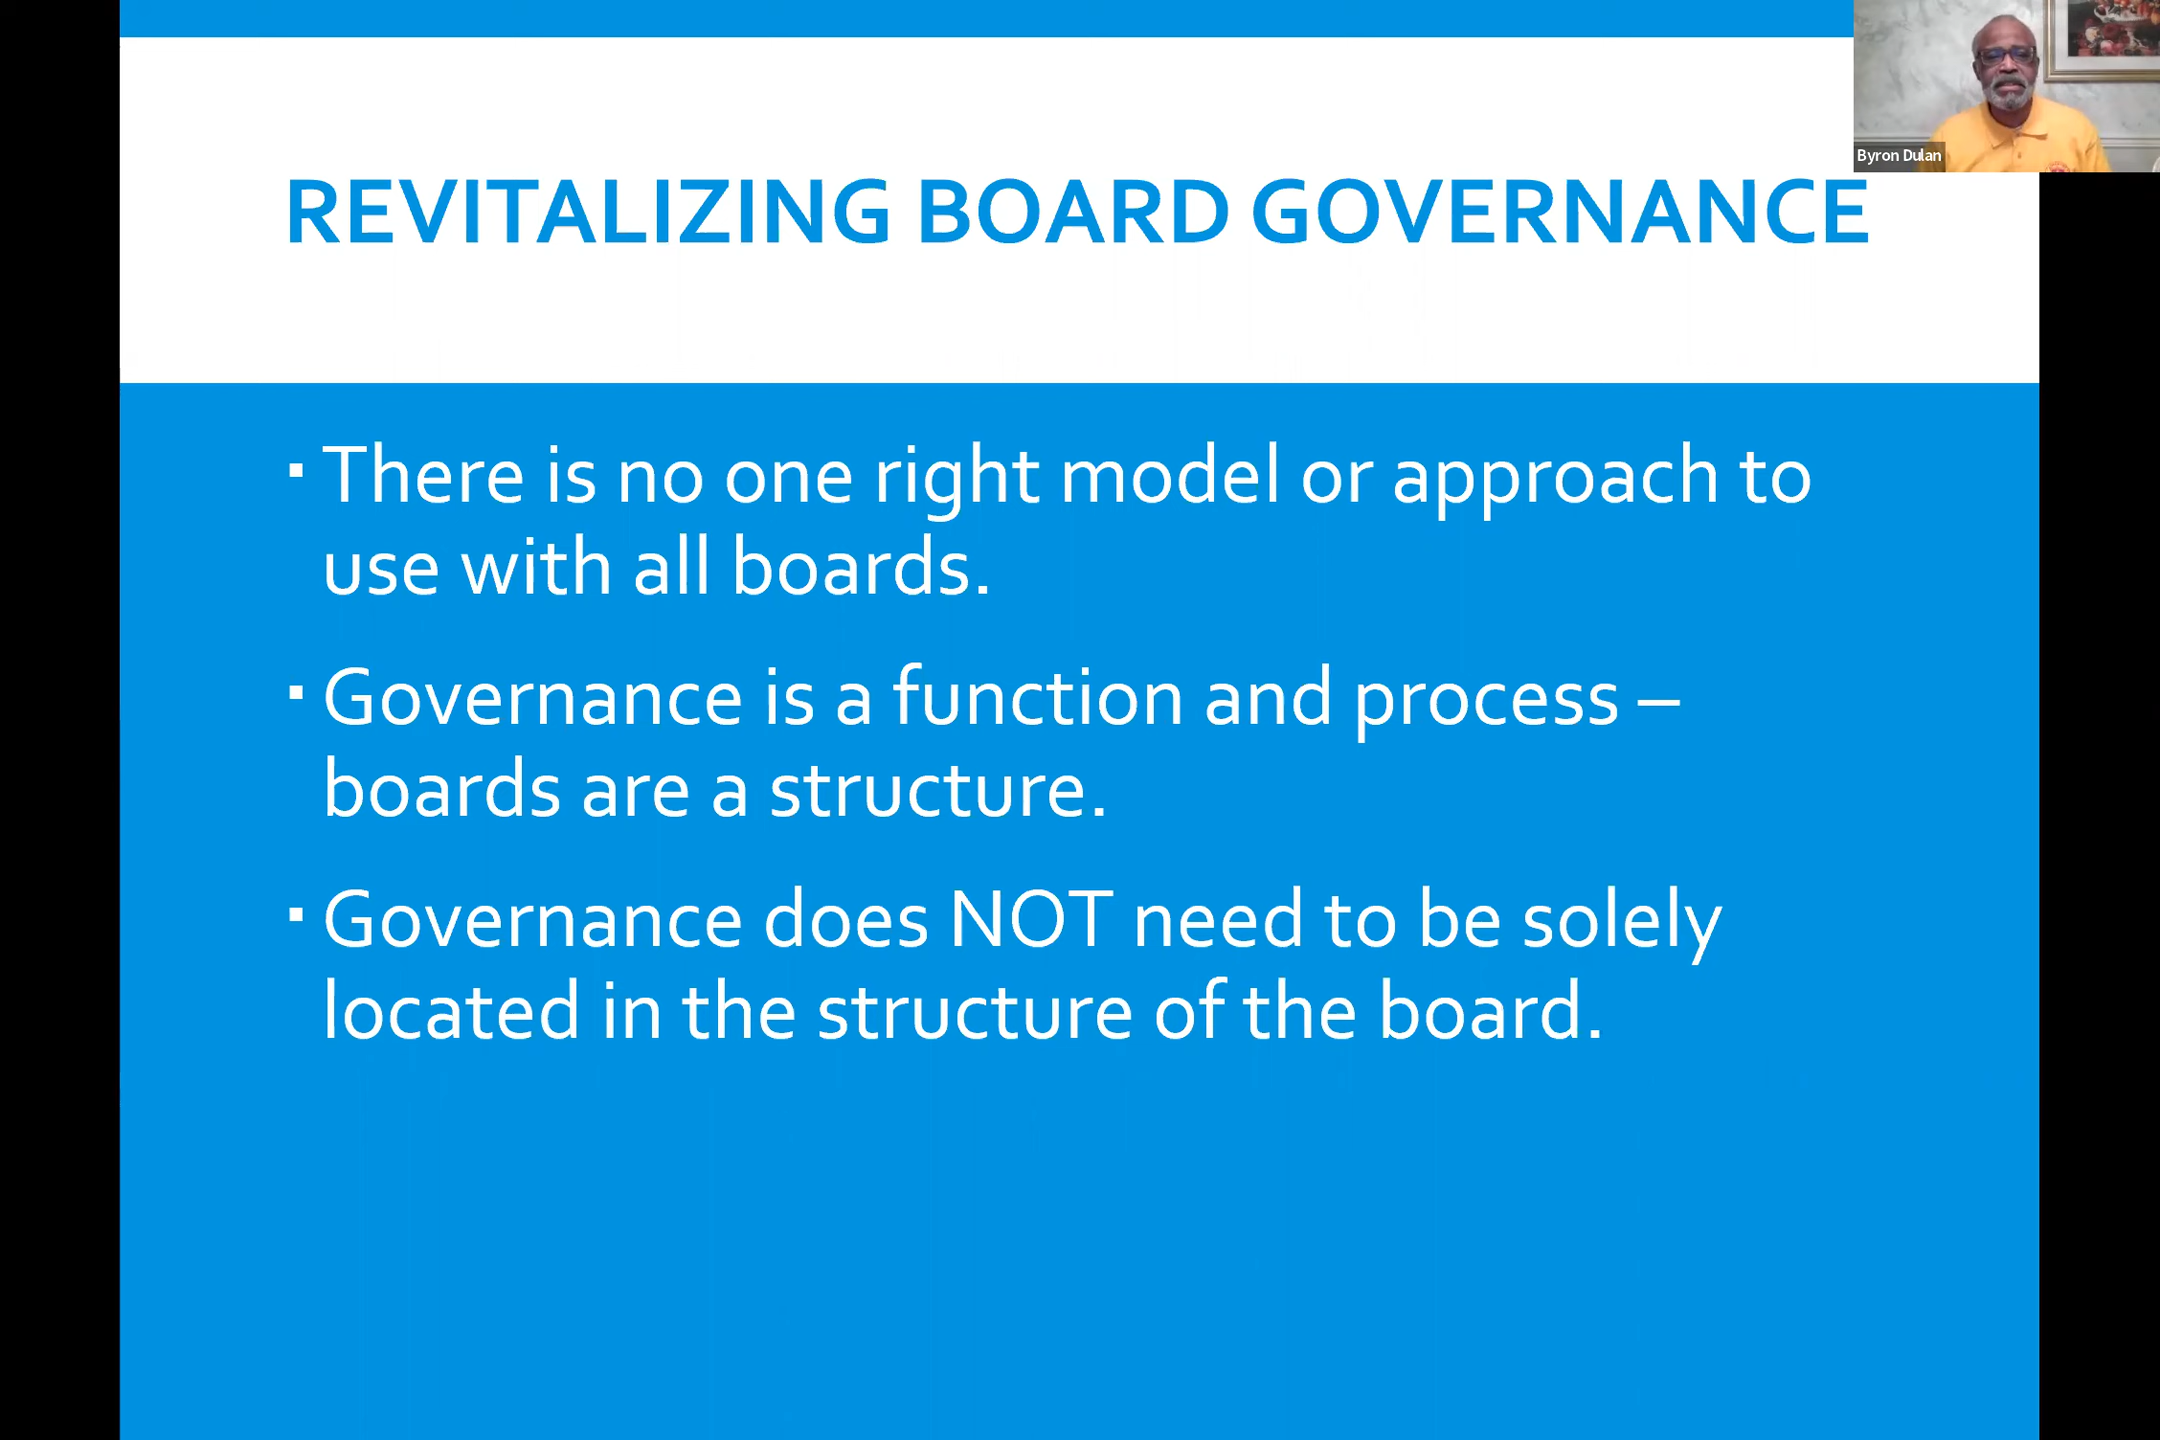 REVITALIZING BOARD GOVERNANCE
Byron Dulan
▪ There is no one right model or approach to
use with all boards.
▪ Governance is a function and process –
boards are a structure.
▪ Governance does NOT need to be solely
located in the structure of the board.